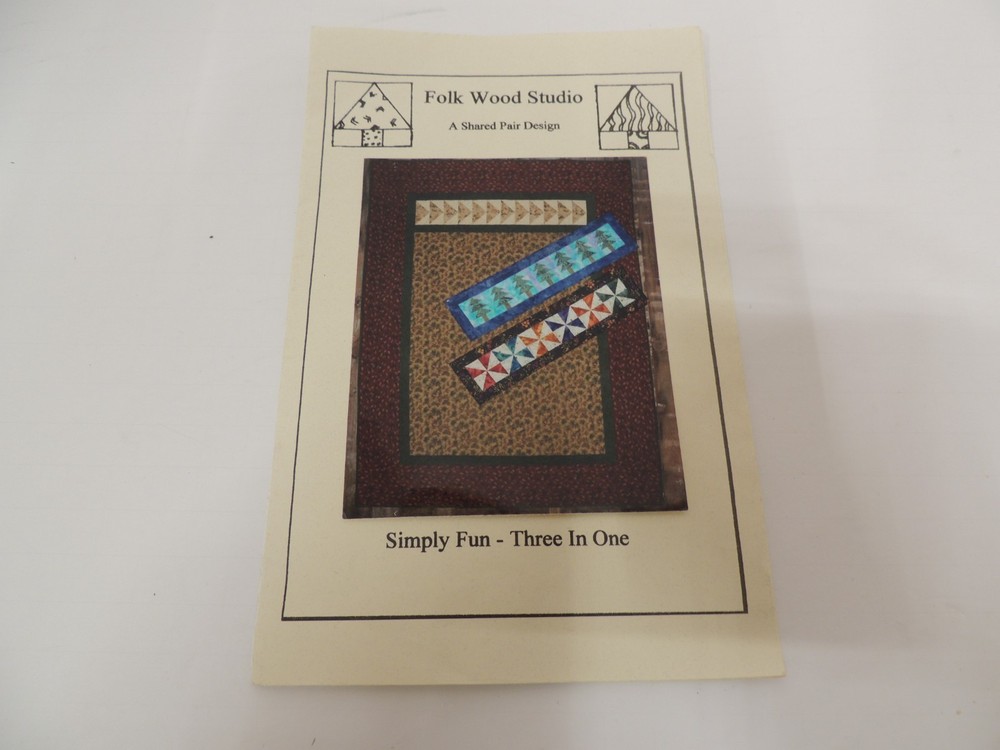 Folk Wood Studio
A Shared Pair Design
Simply Fun - Three In One